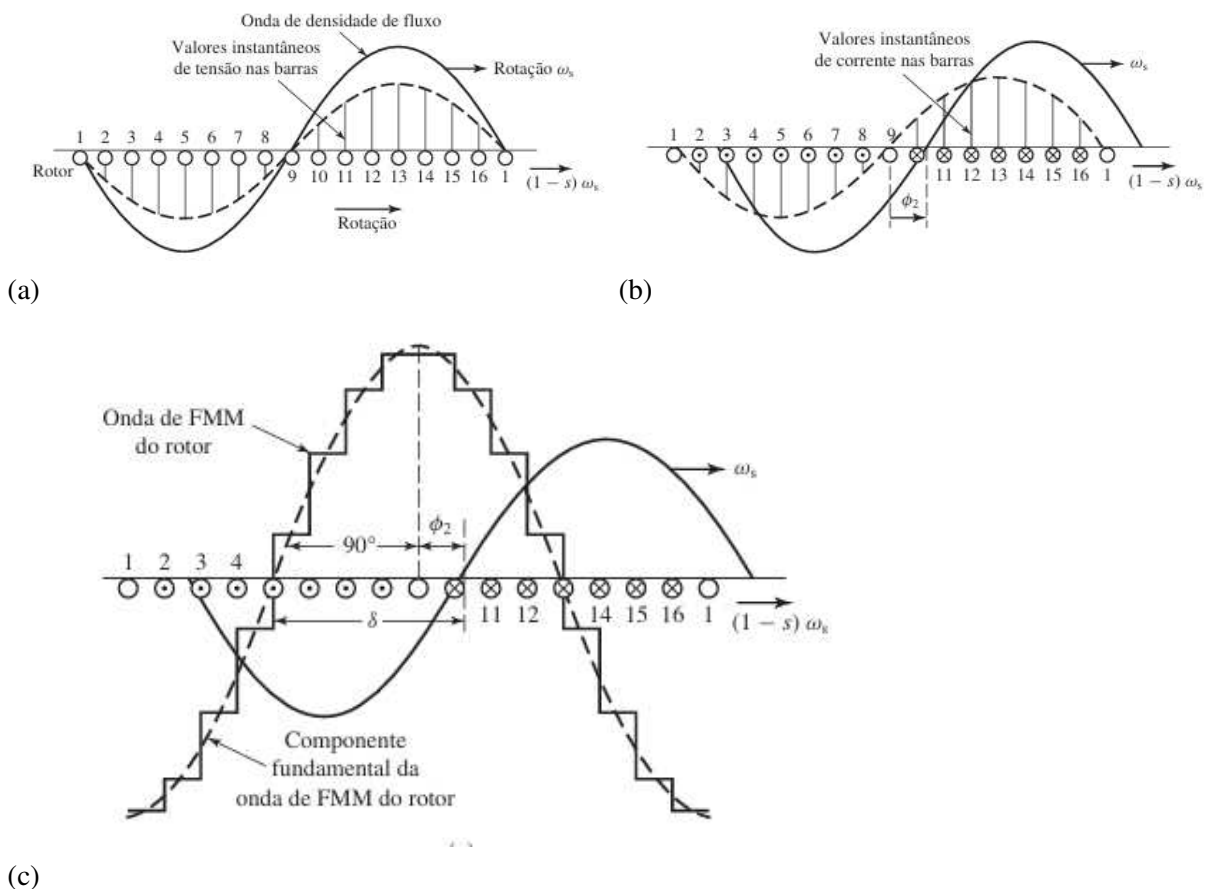 Onda de densidade de fluxo
Valores instantâneos
de tensão nas barras
Rotação ωs
1 2 3 4 5 6 7 8
9 10 11 12 13 14 15 16 1
Rotor
(1 − s) ωs
Rotação
(a)
Valores instantâneos
de corrente nas barras
ωs
1 2 3 4 5 6 7 8 9
11 12 13 14 15 16 1
(1 − s) ωs
ϕ2
(b)
Onda de FMM
do rotor
ωs
90°
ϕ2
1 2 3 4
11 12 14 15 16 1
δ
(1 − s) ωs
Componente
fundamental da
onda de FMM do rotor
(c)